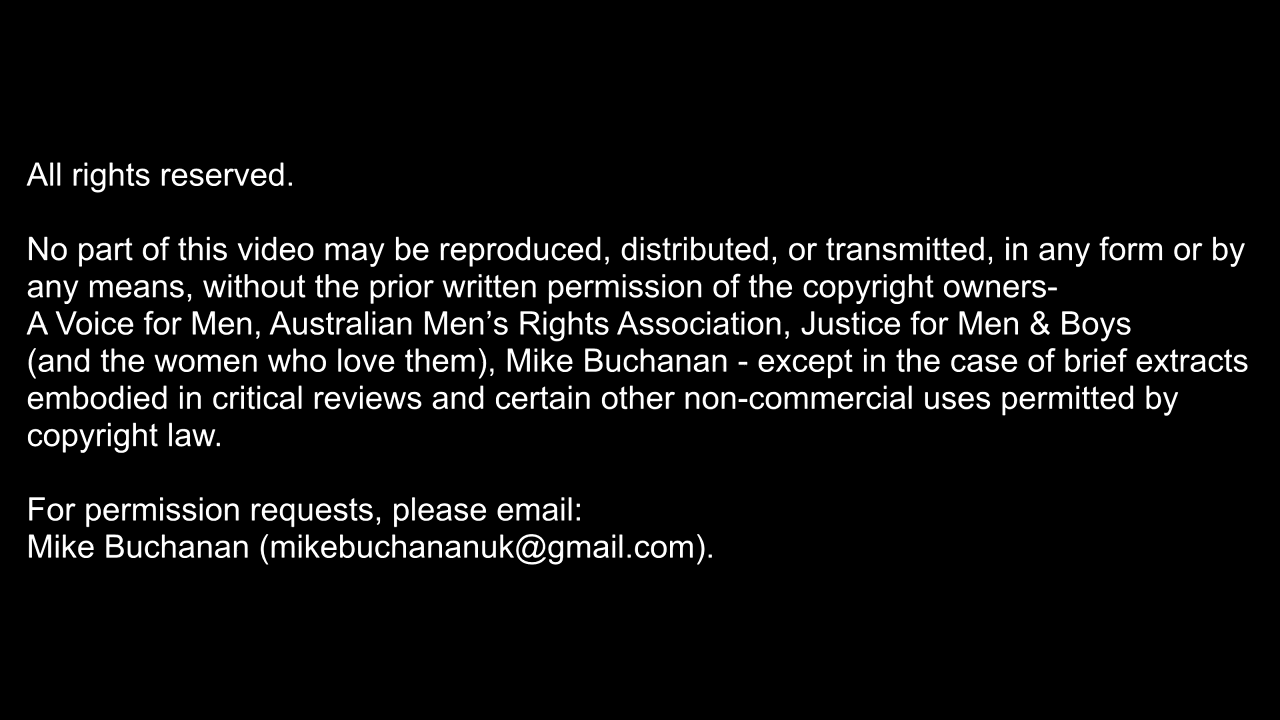 All rights reserved.
No part of this video may be reproduced, distributed, or transmitted, in any form or by
any means, without the prior written permission of the copyright owners-
A Voice for Men, Australian Men’s Rights Association, Justice for Men & Boys
(and the women who love them), Mike Buchanan - except in the case of brief extracts
embodied in critical reviews and certain other non-commercial uses permitted by
copyright law.
For permission requests, please email:
Mike Buchanan (mikebuchananuk@gmail.com).